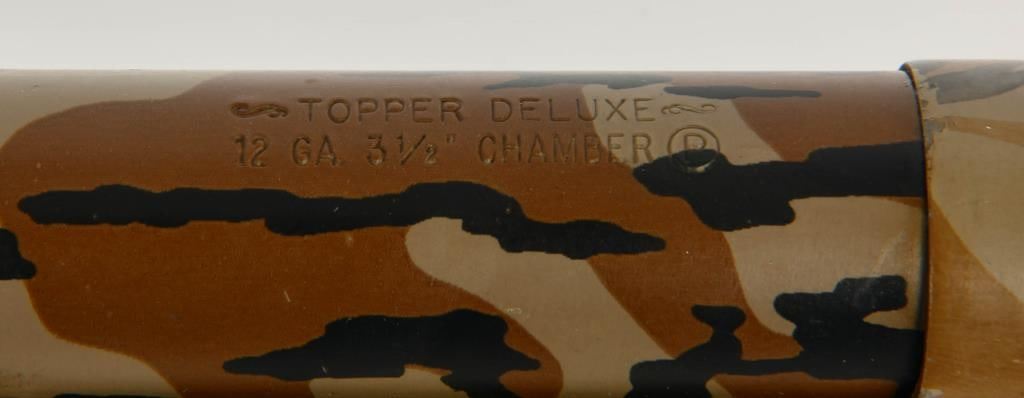 TOPPER DELUXE
12 GA. 3½" CHAMBER Ⓟ